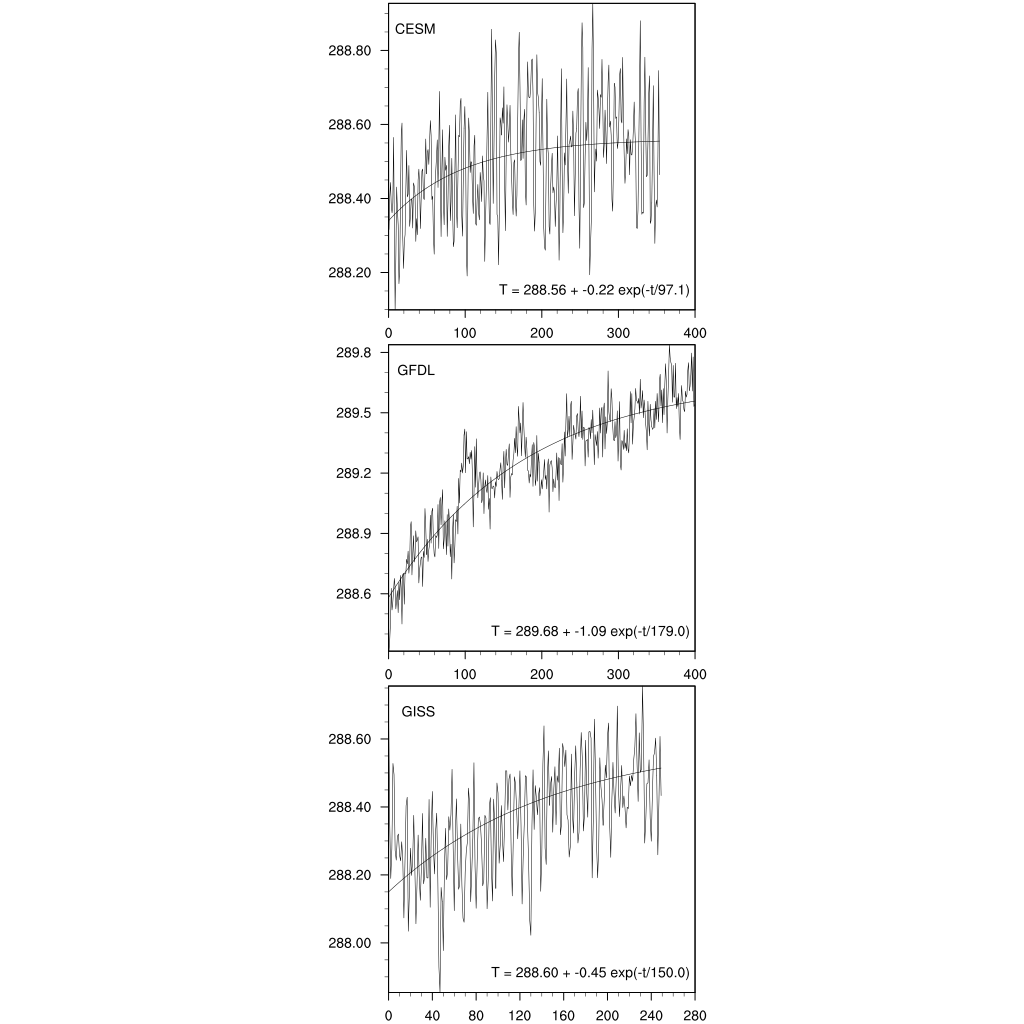 CESM
288.80
288.60
288.40
288.20
T = 288.56 + -0.22 exp(-t/97.1)
0 100 200 300 400
GFDL
289.8
289.5
289.2
288.9
288.6
T = 289.68 + -1.09 exp(-t/179.0)
0 100 200 300 400
GISS
288.60
288.40
288.20
288.00
T = 288.60 + -0.45 exp(-t/150.0)
0 40 80 120 160 200 240 280